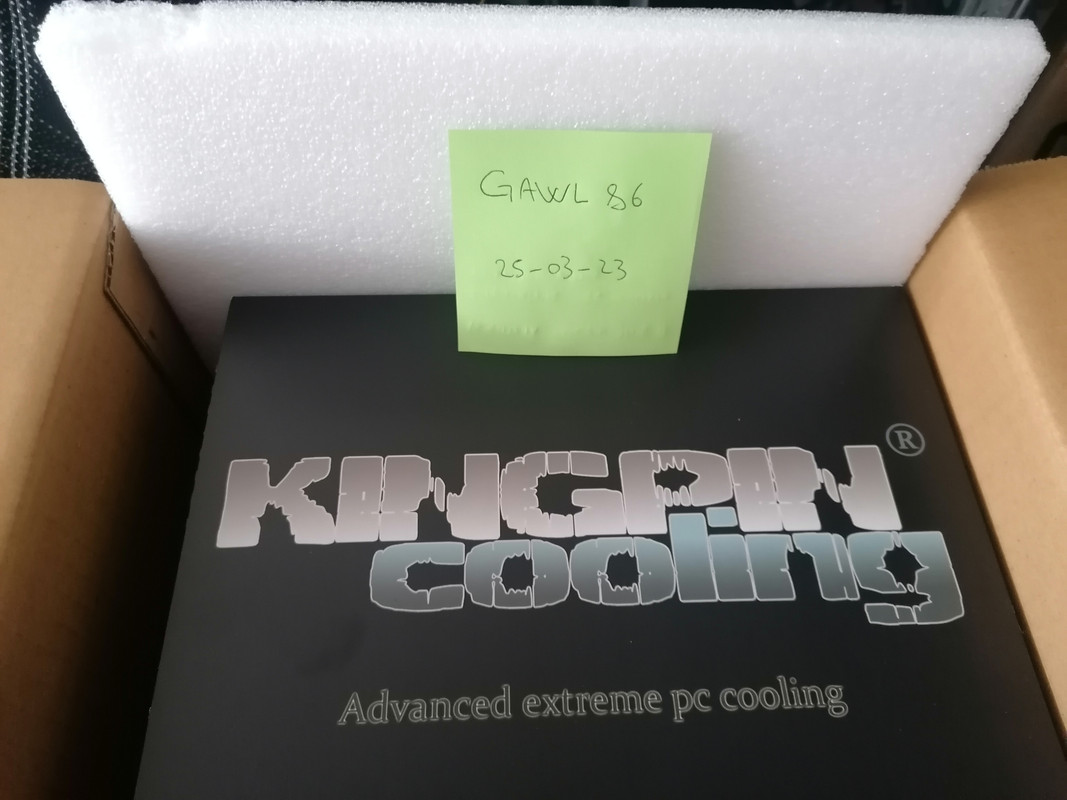 GAWL 86
25-03-23
KINGPIN®
cooling
Advanced extreme pc cooling